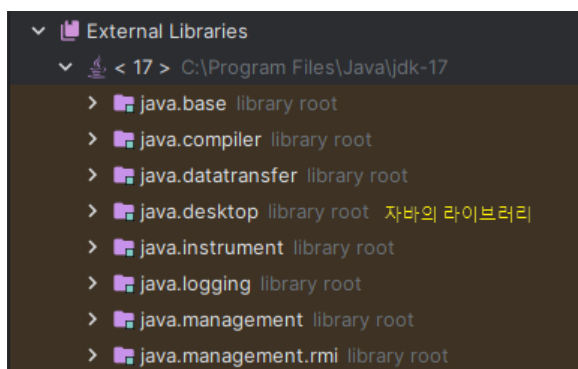 External Libraries
< 17 > C:\Program Files\Java\jdk-17
java.base library root
java.compiler library root
java.datatransfer library root
java.desktop library root 자바의 라이브러리
java.instrument library root
java.logging library root
java.management library root
java.management.rmi library root